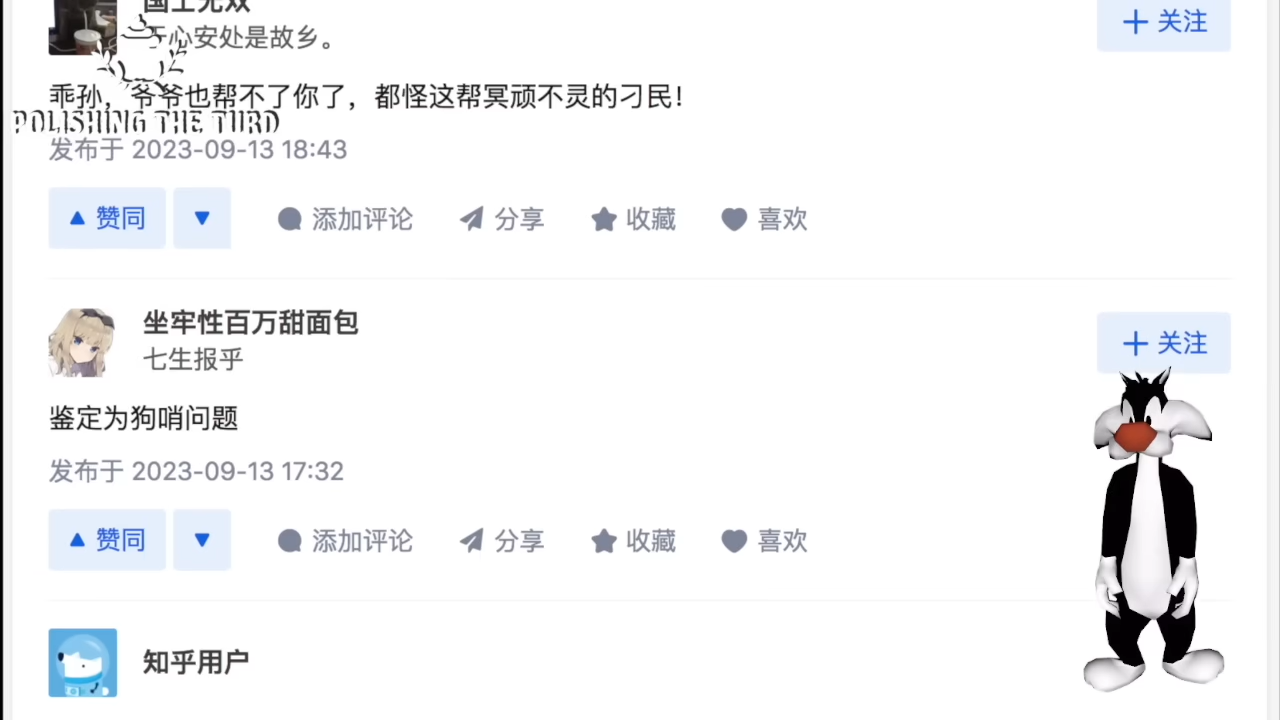 国士无双
于心安处是故乡。
+ 关注
乖孙，爷爷也帮不了你了，都怪这帮冥顽不灵的刁民！
POLISHING THE TURD
发布于 2023-09-13 18:43
赞同
添加评论
分享
收藏
喜欢
坐牢性百万甜面包
七生报乎
+ 关注
鉴定为狗哨问题
发布于 2023-09-13 17:32
赞同
添加评论
分享
收藏
喜欢
知乎用户